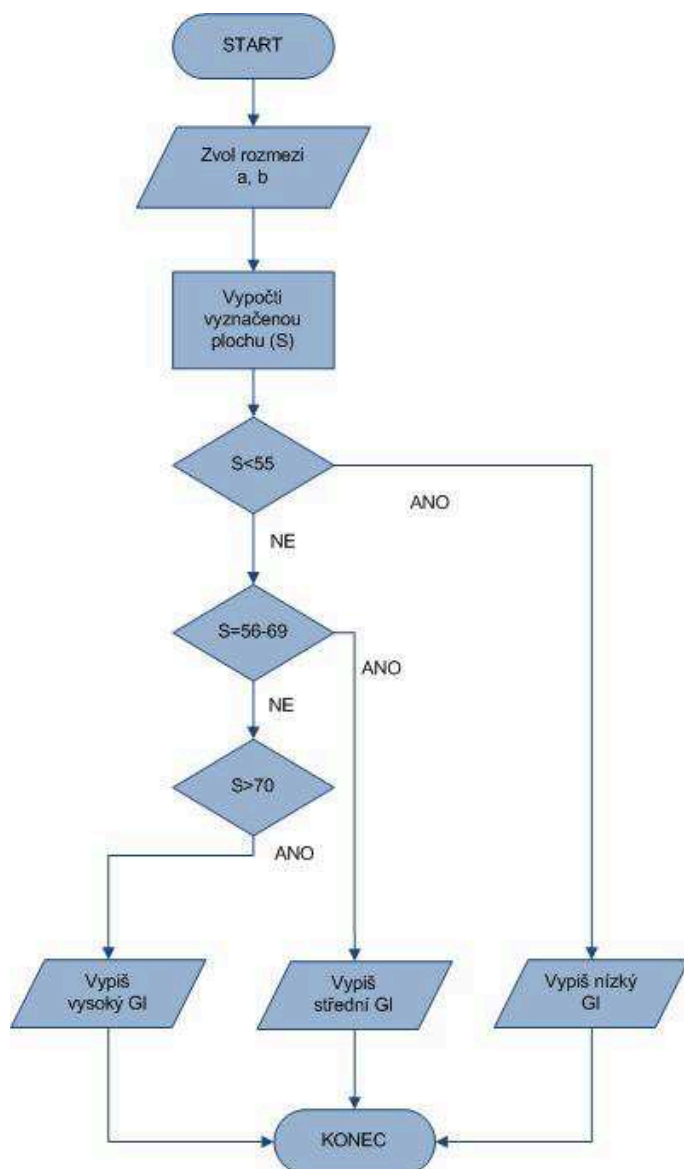 START
Zvol rozmezi
a, b
Vypočti
vyznačenou
plochu (S)
S<55
ANO
NE
S=56-69
ANO
NE
S>70
ANO
Vypiš
vysoký GI
Vypiš
střední GI
Vypiš nízký
GI
KONEC